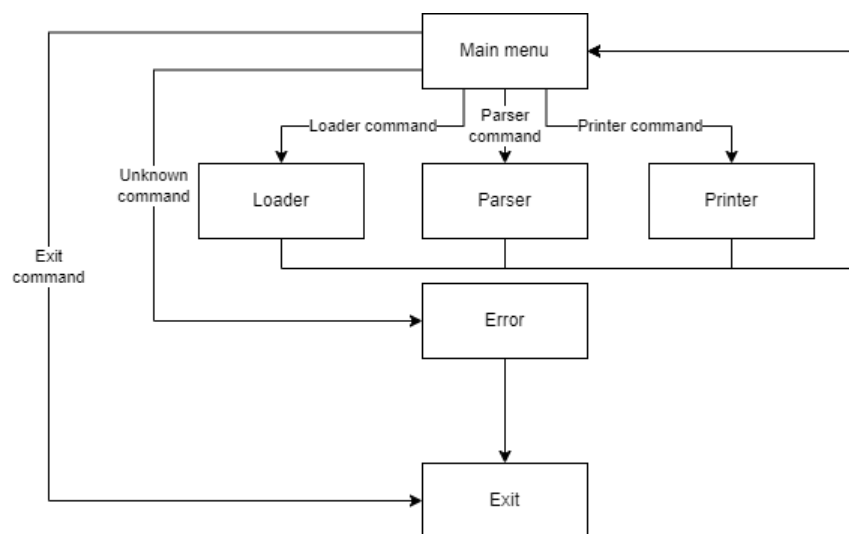 Main menu
Loader command
Parser
command
Printer command
Unknown
command
Loader
Parser
Printer
Exit
command
Error
Exit